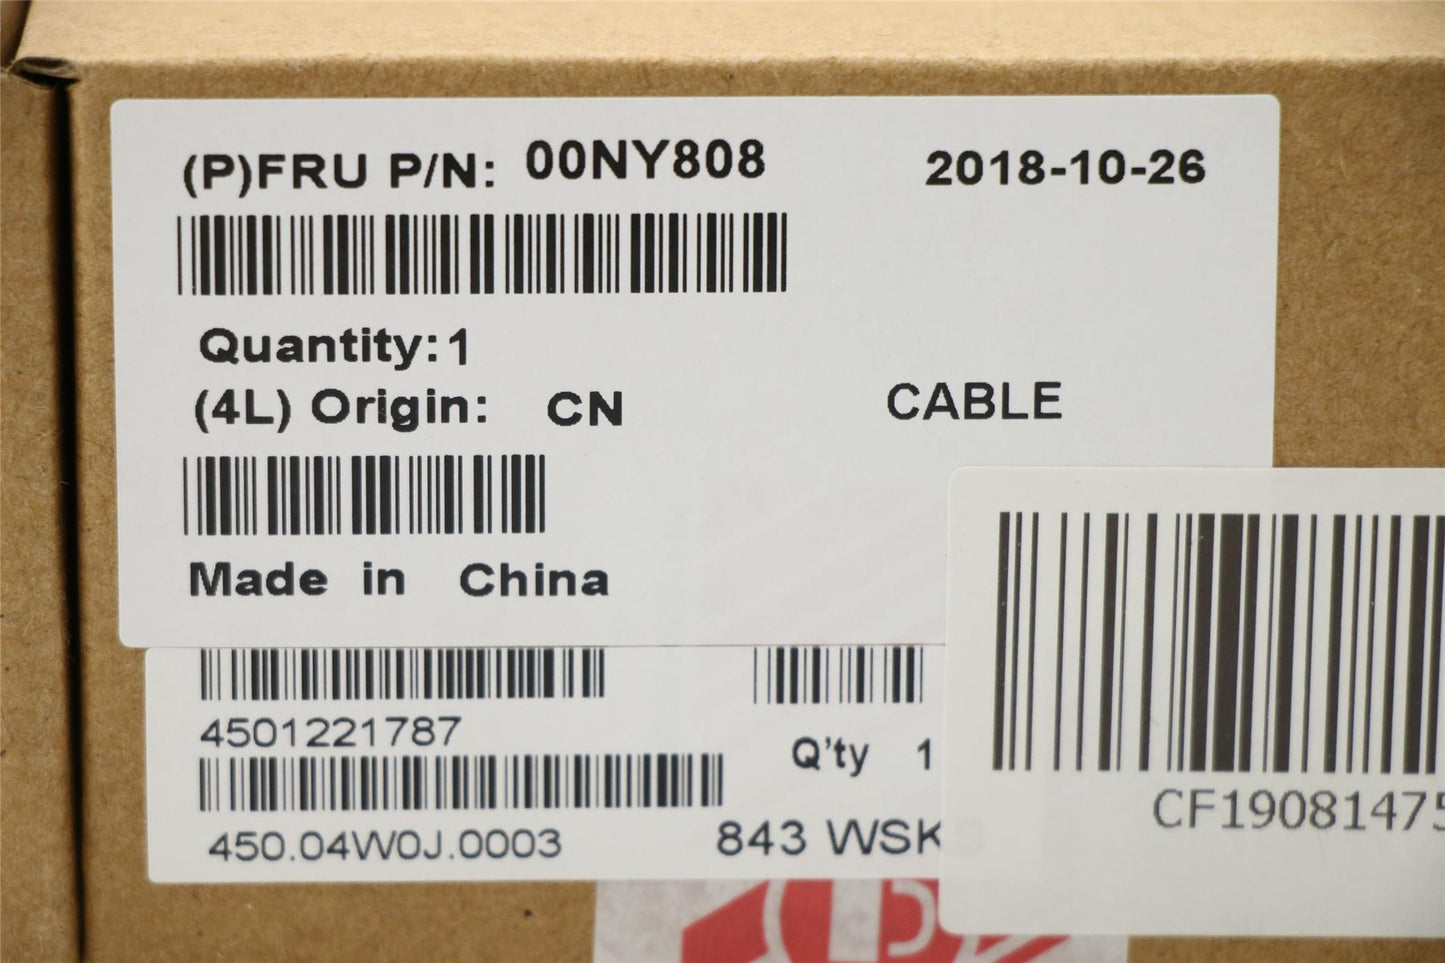 (P)FRU P/N: 00NY808 2018-10-26
Quantity:1
(4L) Origin: CN CABLE
Made in China
4501221787
Q'ty 1
450.04W0J.0003 843 WSKS
CF19081475